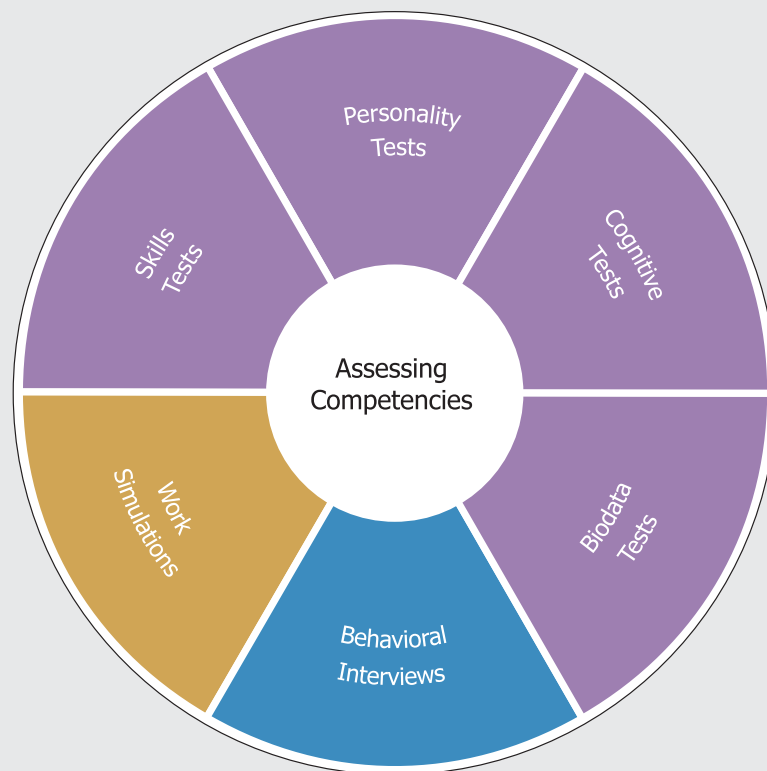 Personality
Tests
Cognitive
Tests
Skills
Tests
Assessing
Competencies
Biodata
Tests
Work
Simulations
Behavioral
Interviews